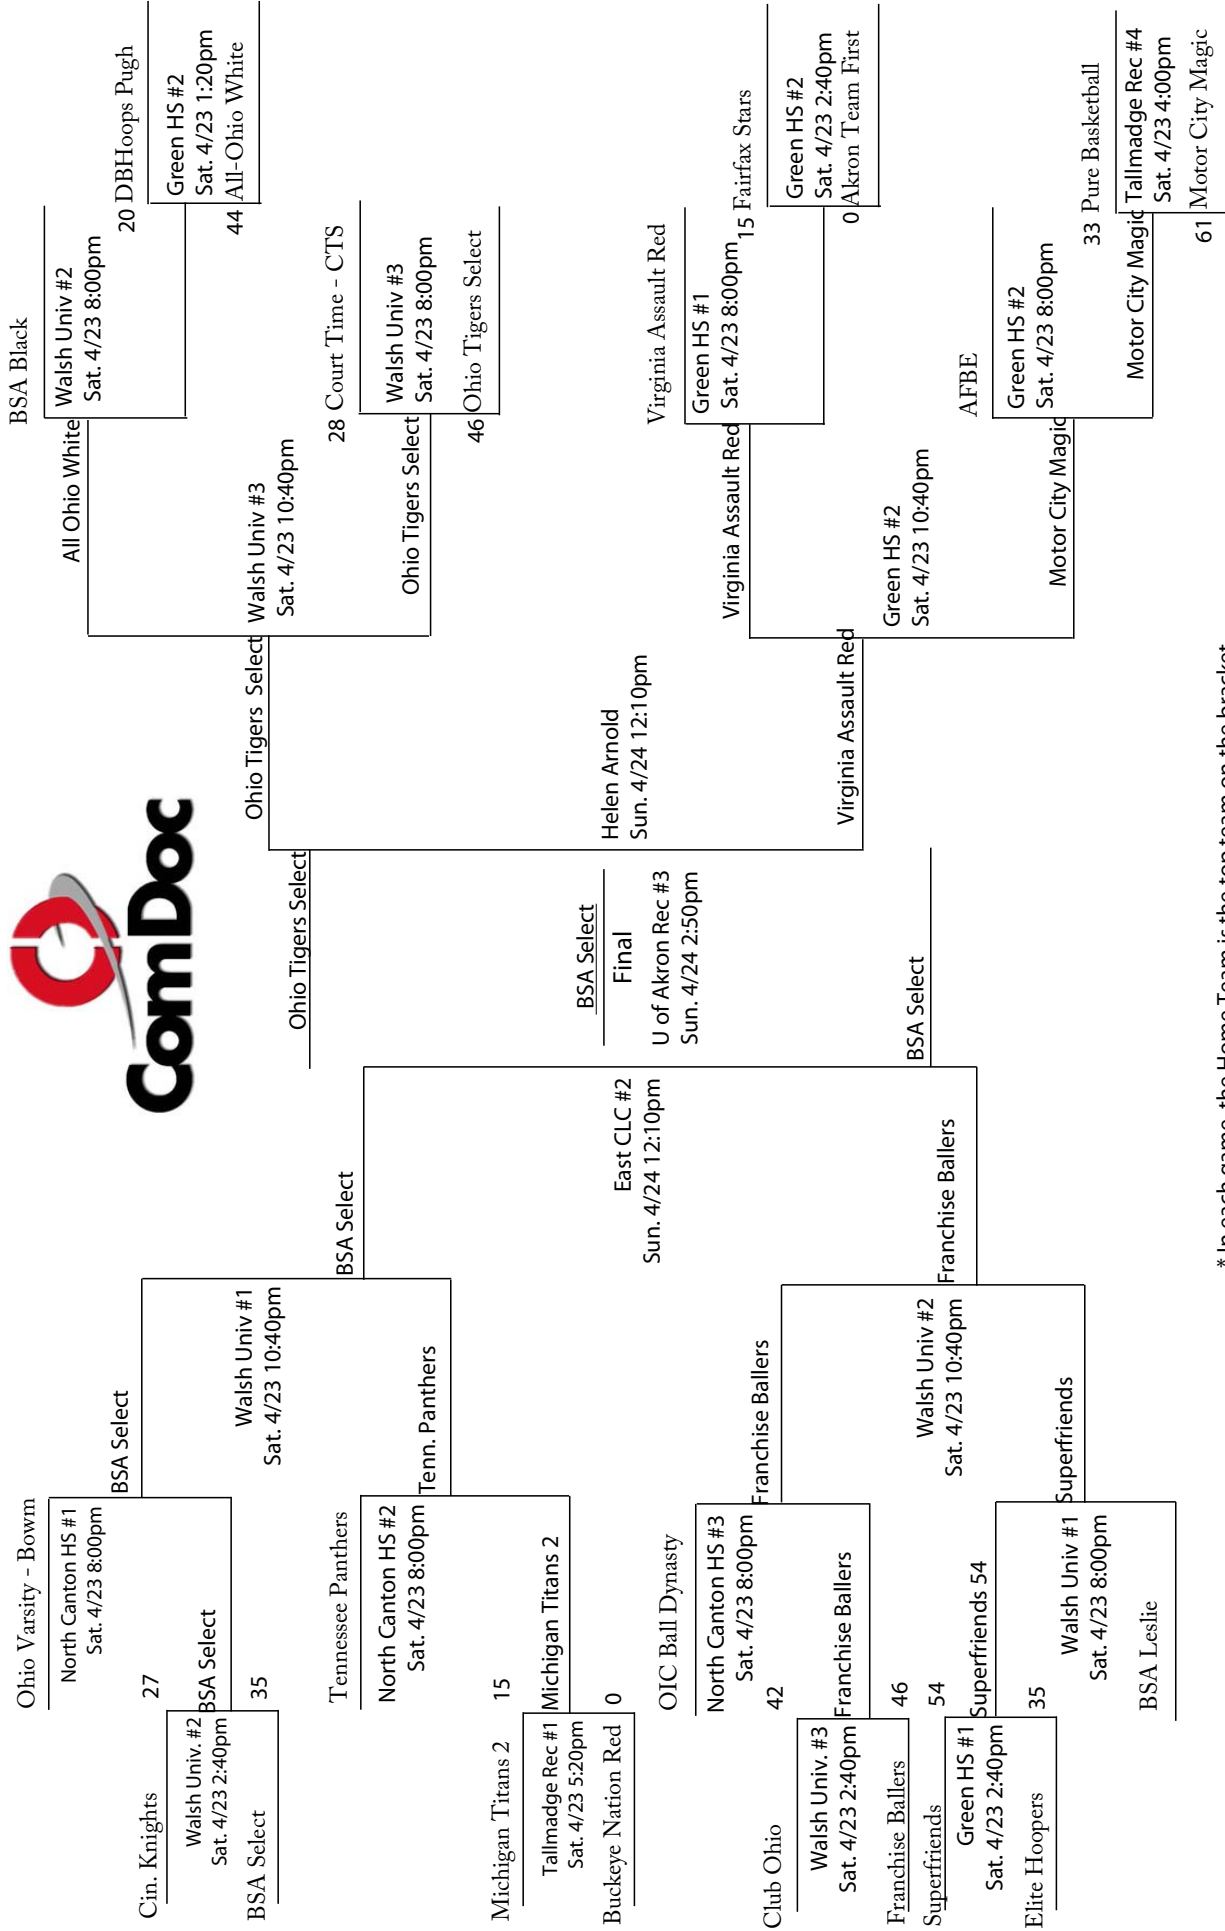 ComDoc
Ohio Varsity - Bowm
North Canton HS #1
Sat. 4/23 8:00pm
BSA Select
Cin. Knights
27
Walsh Univ. #2
Sat. 4/23 2:40pm
BSA Select
BSA Select
35
Walsh Univ #1
Sat. 4/23 10:40pm
BSA Select
Tennessee Panthers
North Canton HS #2
Sat. 4/23 8:00pm
Tenn. Panthers
Michigan Titans 2
15
Tallmadge Rec #1
Sat. 4/23 5:20pm
Michigan Titans 2
Buckeye Nation Red
0
East CLC #2
Sun. 4/24 12:10pm
BSA Select
OIC Ball Dynasty
North Canton HS #3
Sat. 4/23 8:00pm
Franchise Ballers
Club Ohio
42
Walsh Univ. #3
Sat. 4/23 2:40pm
Franchise Ballers
Franchise Ballers
46
Walsh Univ #2
Sat. 4/23 10:40pm
Franchise Ballers
Superfriends
54
Green HS #1
Sat. 4/23 2:40pm
Superfriends 54
Elite Hoopers
35
Superfriends
Walsh Univ #1
Sat. 4/23 8:00pm
BSA Leslie
Ohio Tigers Select
BSA Select
Final
U of Akron Rec #3
Sun. 4/24 2:50pm
Helen Arnold
Sun. 4/24 12:10pm
BSA Black
All Ohio White
Walsh Univ #2
Sat. 4/23 8:00pm
20 DBHoops Pugh
Green HS #2
Sat. 4/23 1:20pm
44 All-Ohio White
Ohio Tigers Select
Walsh Univ #3
Sat. 4/23 10:40pm
28 Court Time - CTS
Ohio Tigers Select
Walsh Univ #3
Sat. 4/23 8:00pm
46 Ohio Tigers Select
Virginia Assault Red
Virginia Assault Red
Green HS #1
Sat. 4/23 8:00pm
15 Fairfax Stars
Green HS #2
Sat. 4/23 2:40pm
0 Akron Team First
Virginia Assault Red
Green HS #2
Sat. 4/23 10:40pm
AFBE
Motor City Magic
Green HS #2
Sat. 4/23 8:00pm
33 Pure Basketball
Motor City Magic
Tallmadge Rec #4
Sat. 4/23 4:00pm
61 Motor City Magic
* In each game, the Home Team is the top team on the bracket